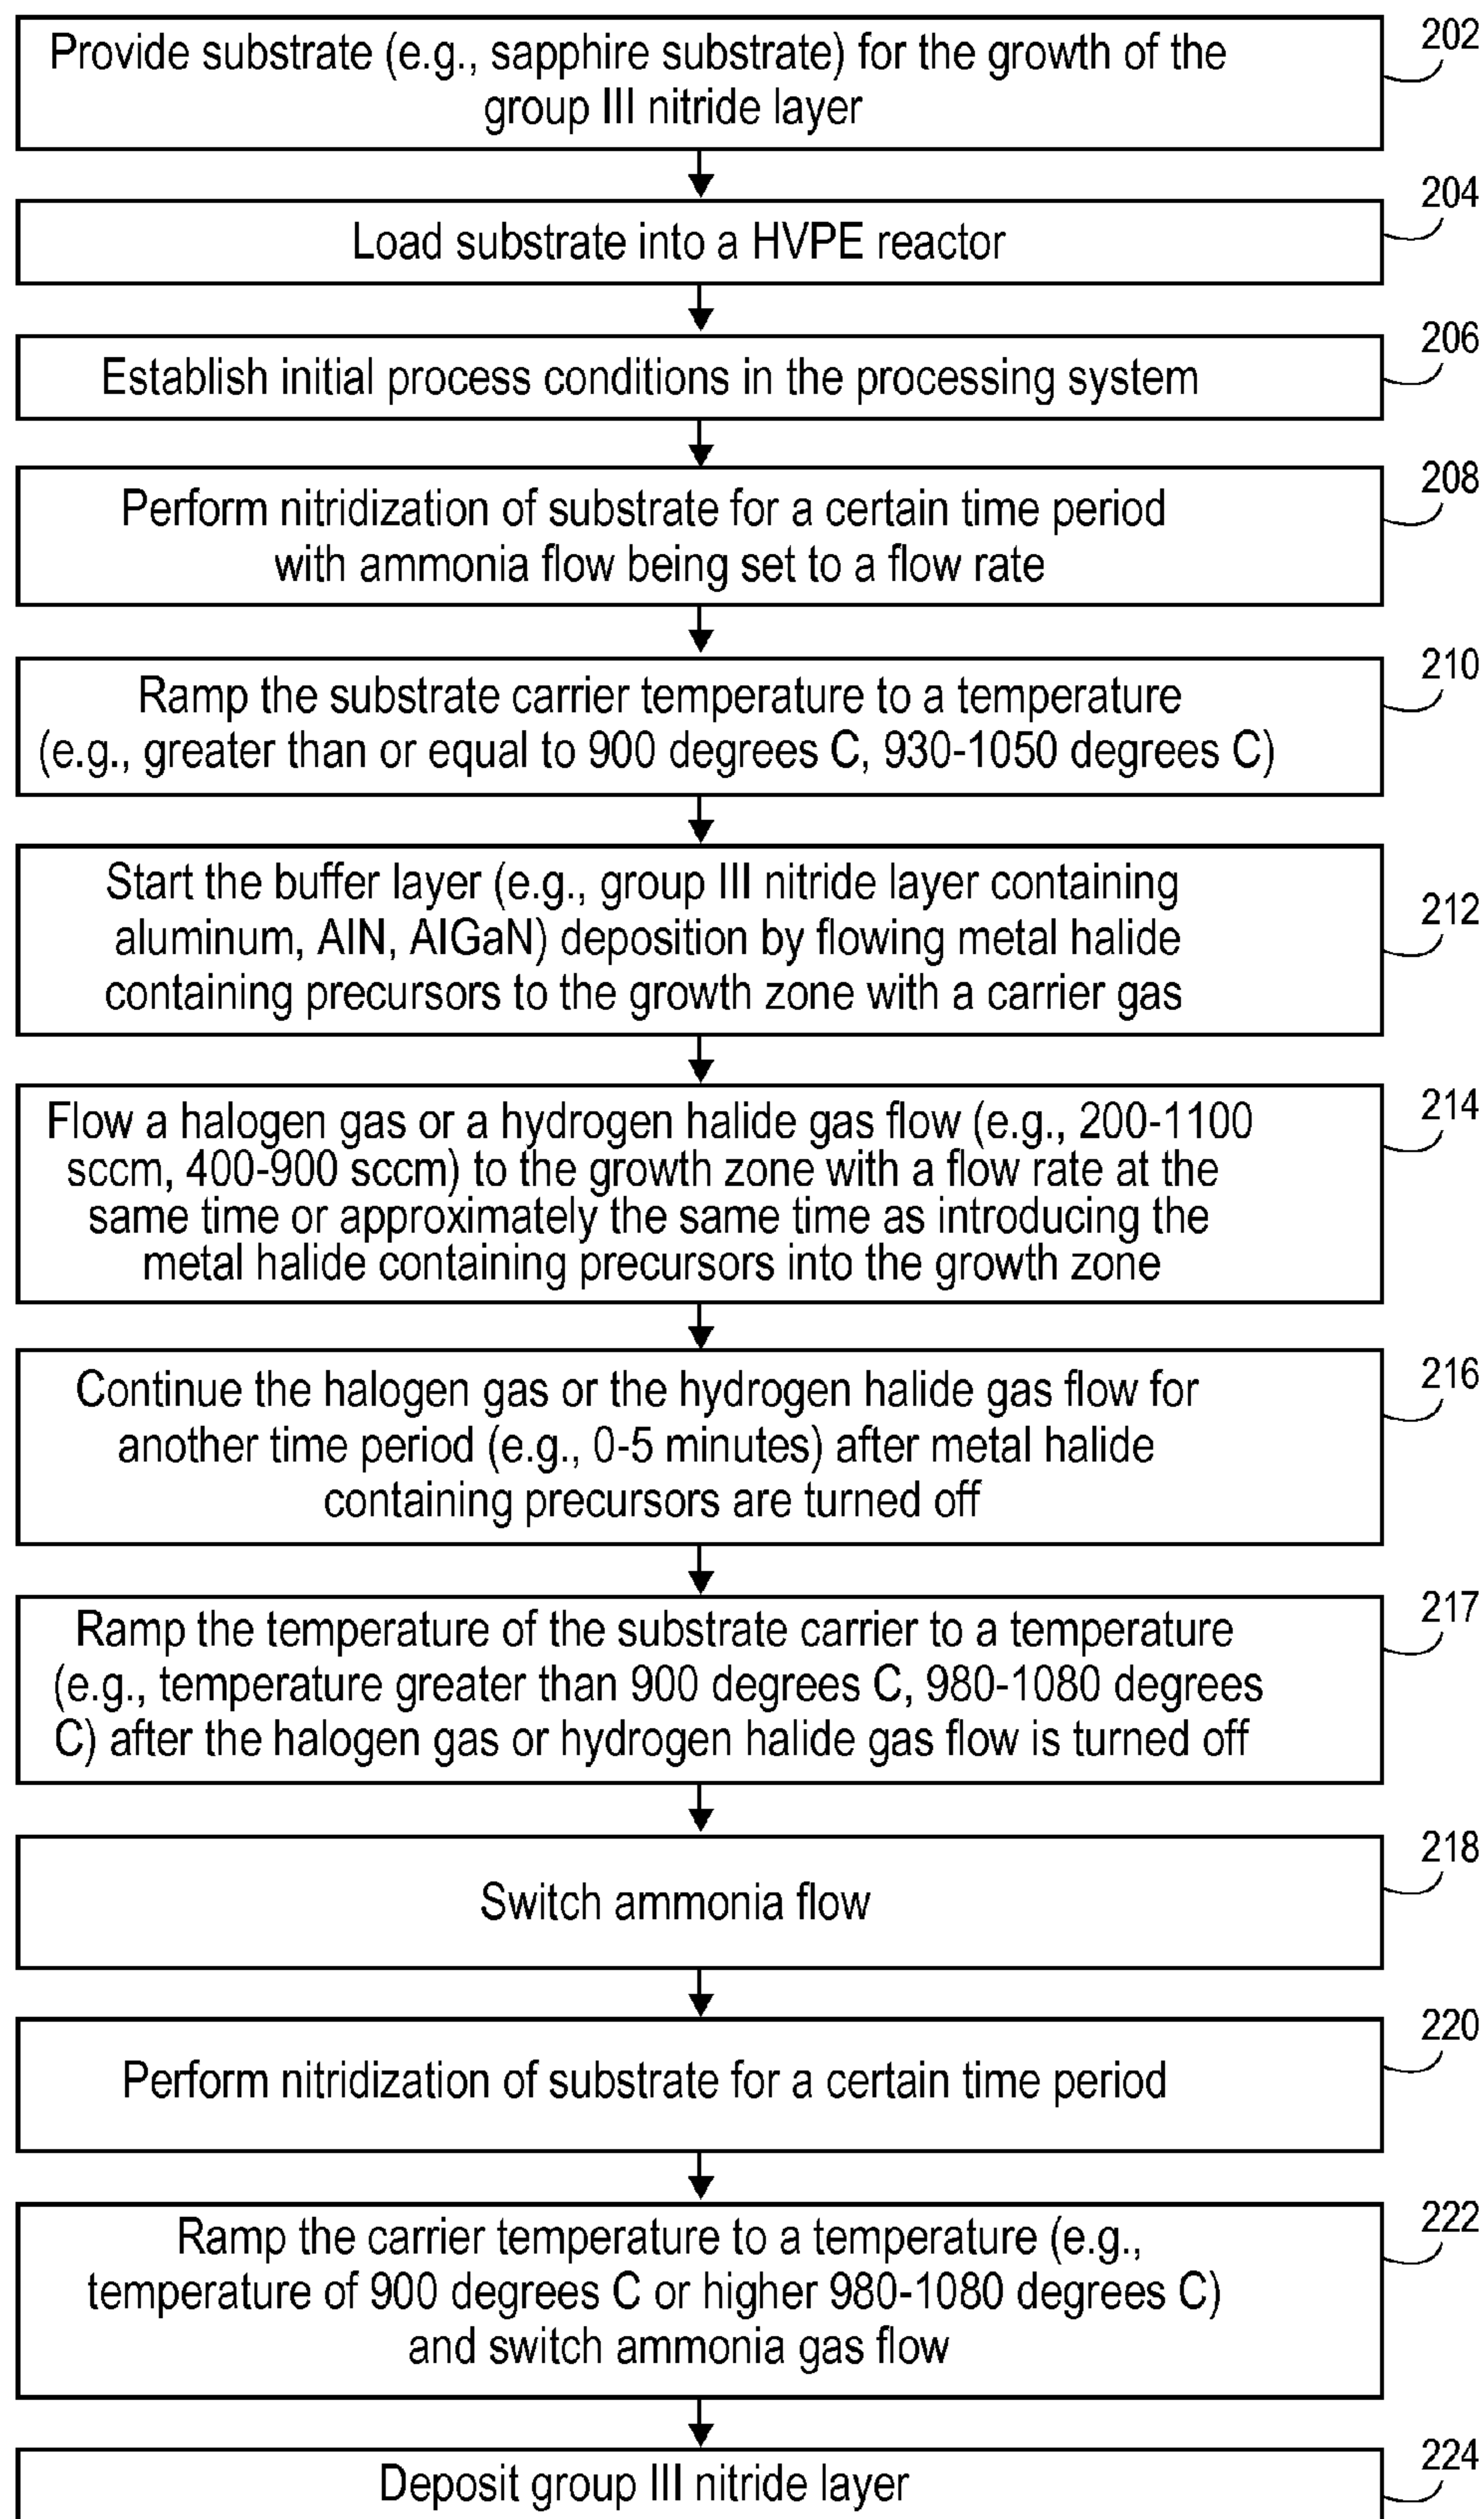 202
Provide substrate (e.g., sapphire substrate) for the growth of the
group III nitride layer
204
Load substrate into a HVPE reactor
206
Establish initial process conditions in the processing system
208
Perform nitridization of substrate for a certain time period
with ammonia flow being set to a flow rate
210
Ramp the substrate carrier temperature to a temperature
(e.g., greater than or equal to 900 degrees C, 930-1050 degrees C)
212
Start the buffer layer (e.g., group III nitride layer containing
aluminum, AlN, AlGaN) deposition by flowing metal halide
containing precursors to the growth zone with a carrier gas
214
Flow a halogen gas or a hydrogen halide gas flow (e.g., 200-1100
sccm, 400-900 sccm) to the growth zone with a flow rate at the
same time or approximately the same time as introducing the
metal halide containing precursors into the growth zone
216
Continue the halogen gas or the hydrogen halide gas flow for
another time period (e.g., 0-5 minutes) after metal halide
containing precursors are turned off
217
Ramp the temperature of the substrate carrier to a temperature
(e.g., temperature greater than 900 degrees C, 980-1080 degrees
C) after the halogen gas or hydrogen halide gas flow is turned off
218
Switch ammonia flow
220
Perform nitridization of substrate for a certain time period
222
Ramp the carrier temperature to a temperature (e.g.,
temperature of 900 degrees C or higher 980-1080 degrees C)
and switch ammonia gas flow
224
Deposit group III nitride layer